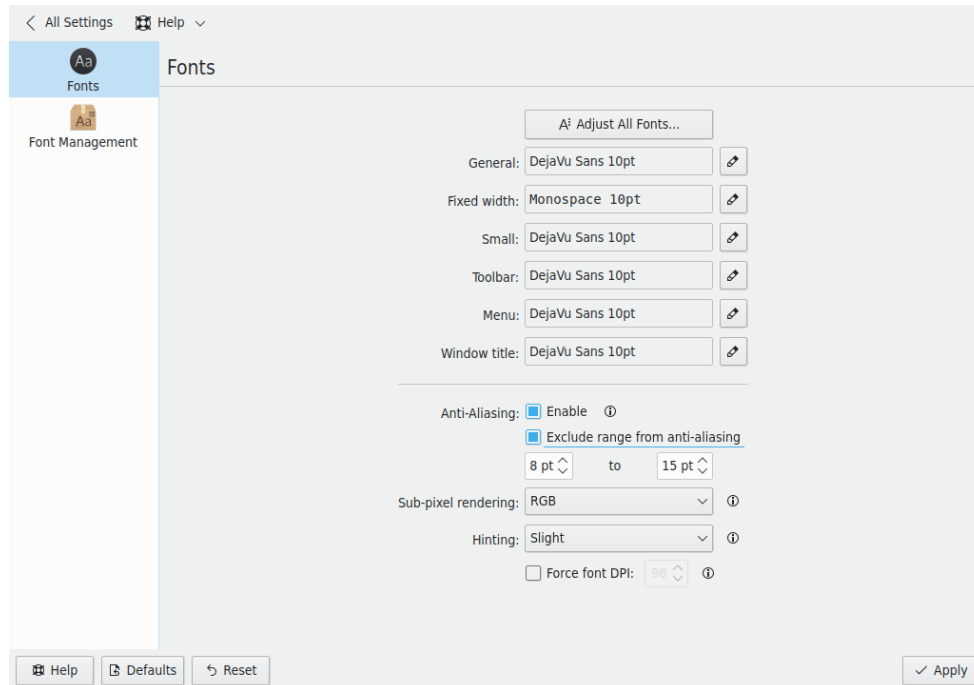 All Settings Help
Aa
Fonts
Fonts
Aa
Font Management
Adjust All Fonts...
General: DejaVu Sans 10pt
Fixed width: Monospace 10pt
Small: DejaVu Sans 10pt
Toolbar: DejaVu Sans 10pt
Menu: DejaVu Sans 10pt
Window title: DejaVu Sans 10pt
Anti-Aliasing: Enable
Exclude range from anti-aliasing
8 pt to 15 pt
Sub-pixel rendering: RGB
Hinting: Slight
Force font DPI: 96
Help Defaults Reset Apply